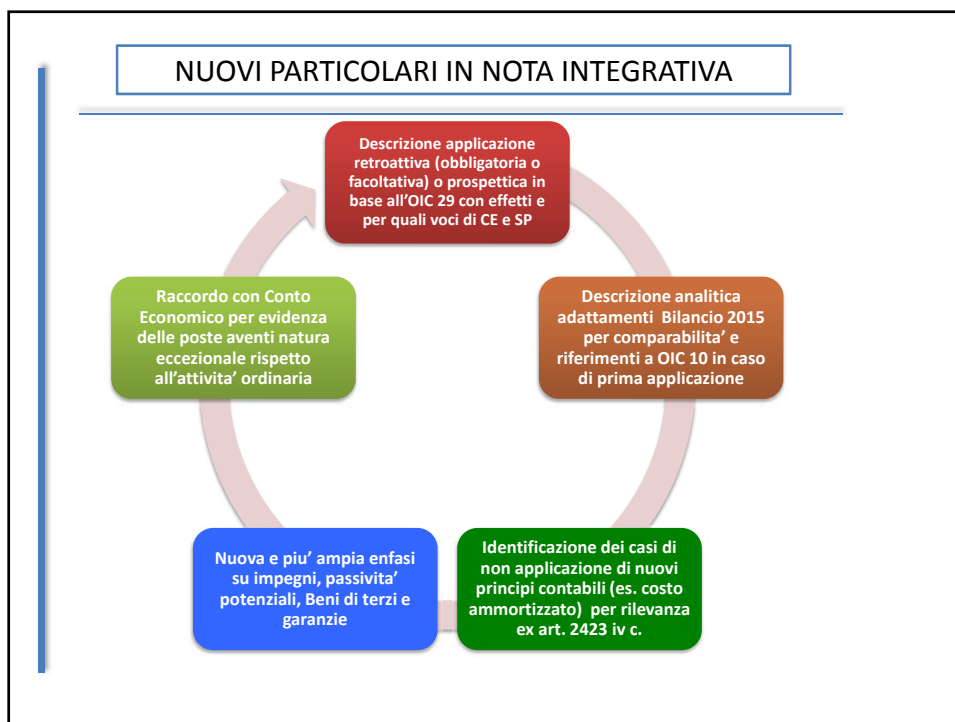 NUOVI PARTICOLARI IN NOTA INTEGRATIVA
Descrizione applicazione
retroattiva (obbligatoria o
facoltativa) o prospettica in
base all’OIC 29 con effetti e
per quali voci di CE e SP
Descrizione analitica
adattamenti Bilancio 2015
per comparabilita’ e
riferimenti a OIC 10 in caso
di prima applicazione
Identificazione dei casi di
non applicazione di nuovi
principi contabili (es. costo
ammortizzato) per rilevanza
ex art. 2423 iv c.
Nuova e piu’ ampia enfasi
su impegni, passivita’
potenziali, Beni di terzi e
garanzie
Raccordo con Conto
Economico per evidenza
delle poste aventi natura
eccezionale rispetto
all’attivita’ ordinaria